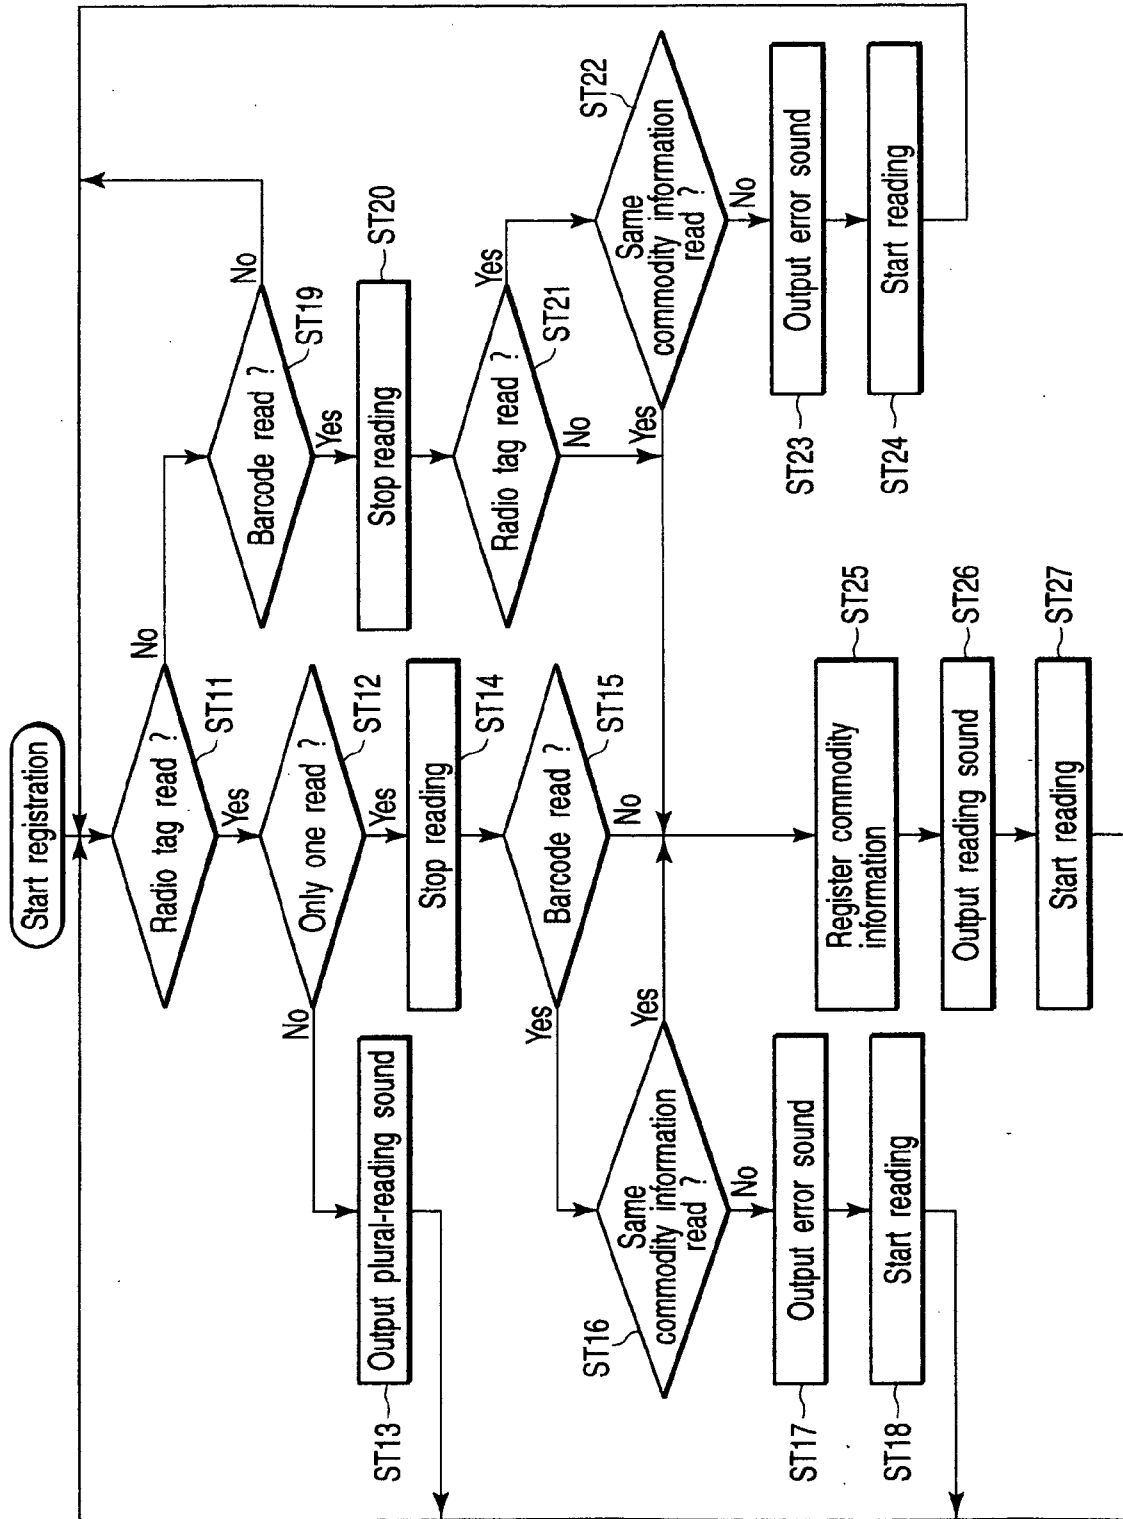 Start registration
Radio tag read ?
ST11
No
Yes
Only one read ?
ST12
No
Yes
Output plural-reading sound
ST13
Stop reading
ST14
Barcode read ?
ST15
Yes
No
Same
commodity information
read ?
ST16
Yes
No
Output error sound
ST17
Start reading
ST18
Barcode read ?
ST19
No
Yes
Stop reading
ST20
Radio tag read ?
ST21
Yes
No
Same
commodity information
read ?
ST22
Yes
No
Output error sound
ST23
Start reading
ST24
Register commodity
information
ST25
Output reading sound
ST26
Start reading
ST27